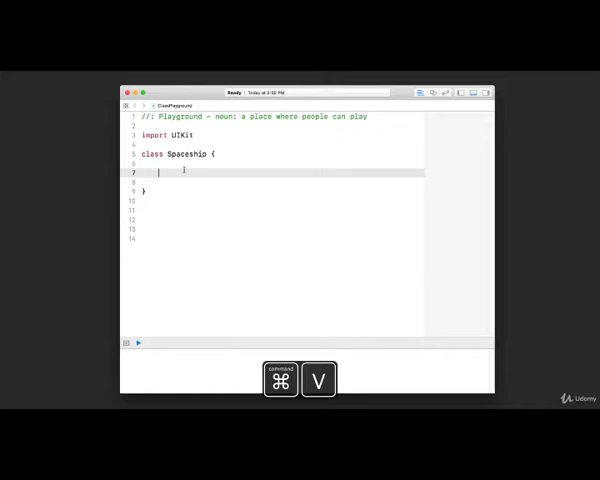 Ready | Today at 3:55 PM
ClassPlayground
1 //: Playground - noun: a place where people can play
2
3 import UIKit
4
5 class Spaceship {
6
7
8
9 }
10
11
12
13
14
command
⌘ V
Udemy